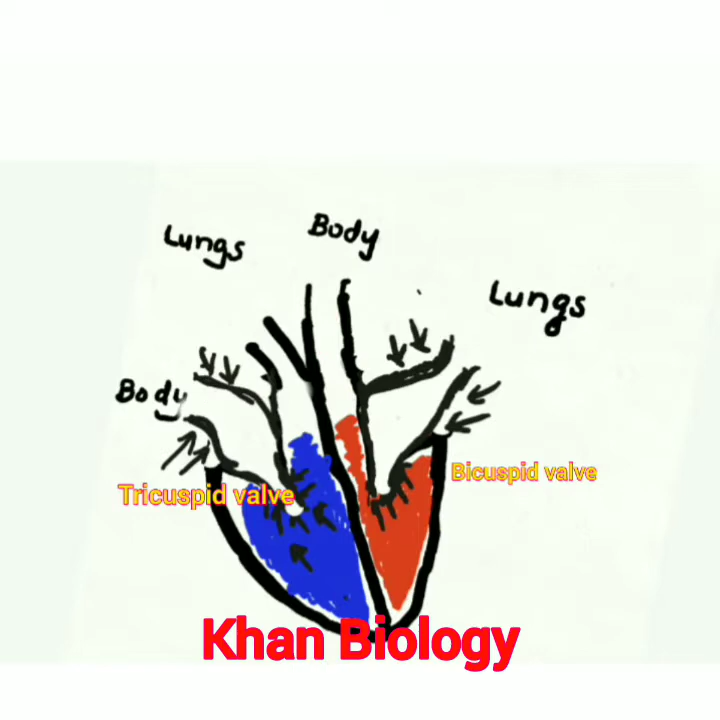 Body
Lungs
Lungs
Body
Bicuspid valve
Tricuspid valve
Khan Biology